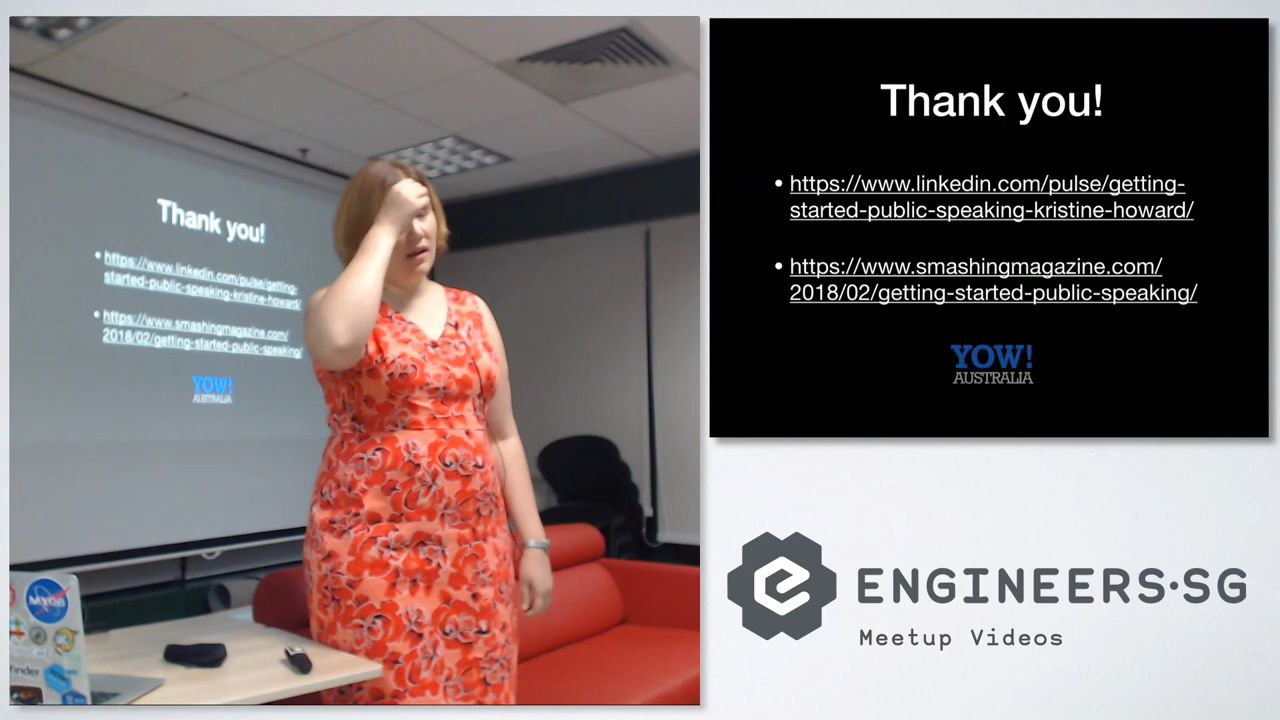 Thank you!
• https://www.linkedin.com/pulse/getting-
started-public-speaking-kristine-howard/
• https://www.smashingmagazine.com/
2018/02/getting-started-public-speaking/
YOW!
AUSTRALIA
MYOB
finder
Thank you!
• https://www.linkedin.com/pulse/getting-
started-public-speaking-kristine-howard/
• https://www.smashingmagazine.com/
2018/02/getting-started-public-speaking/
YOW!
AUSTRALIA
e ENGINEERS·SG
Meetup Videos